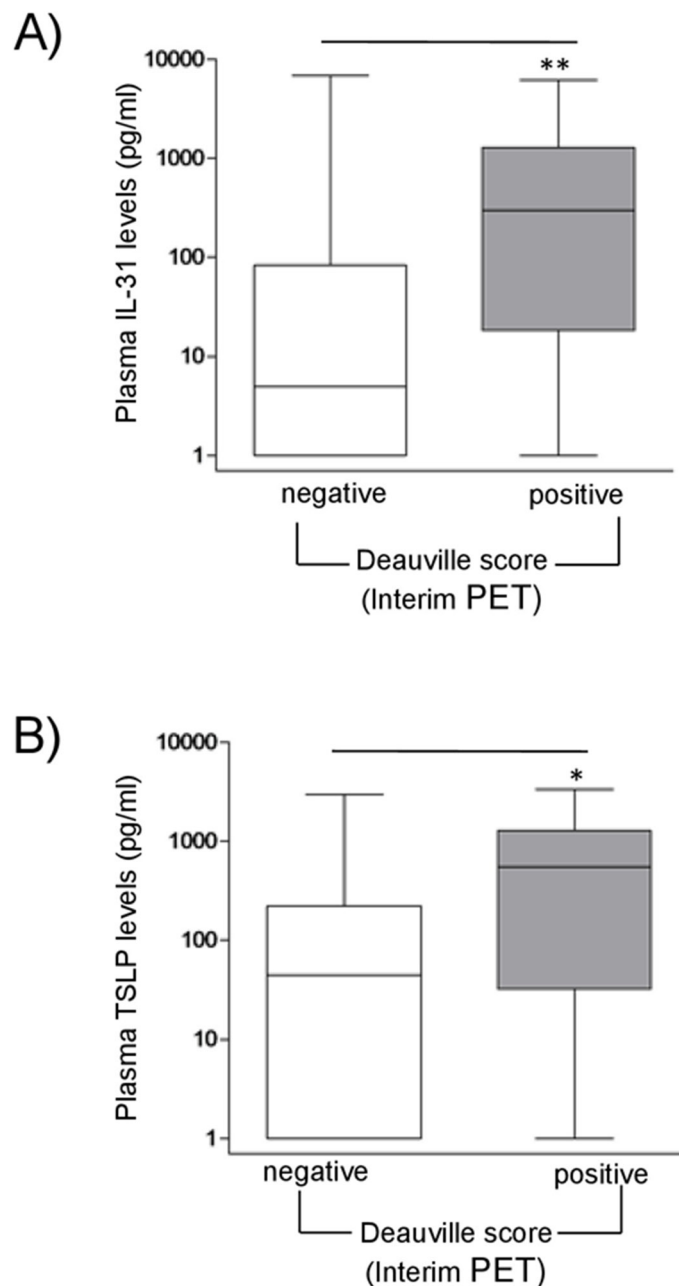 A)
Plasma IL-31 levels (pg/ml)
10000
1000
100
10
1
**
negative
positive
Deauville score
(Interim PET)
B)
Plasma TSLP levels (pg/ml)
10000
1000
100
10
1
*
negative
positive
Deauville score
(Interim PET)